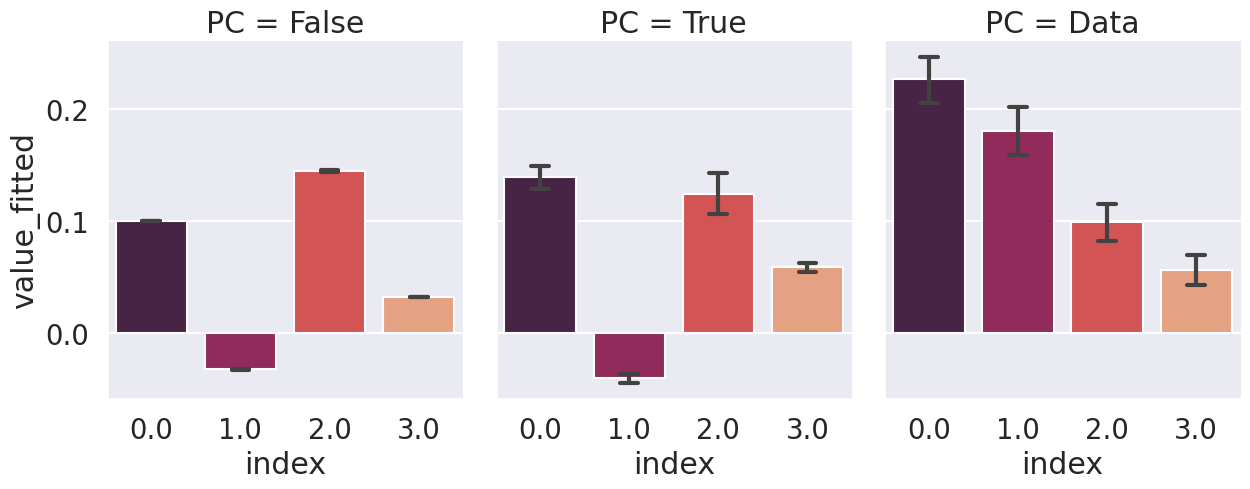 PC = False
PC = True
PC = Data
value_fitted
0.2
0.1
0.0
0.0 1.0 2.0 3.0
0.0 1.0 2.0 3.0
0.0 1.0 2.0 3.0
index
index
index